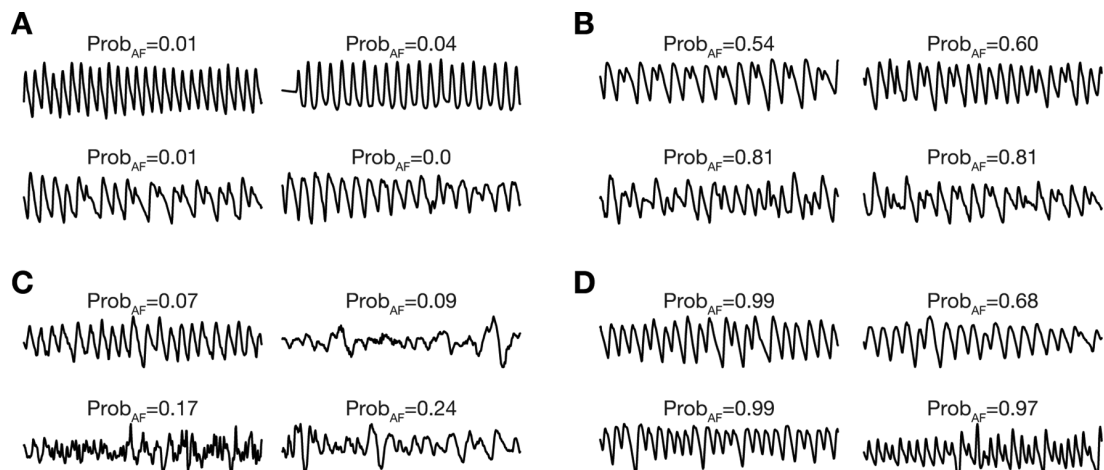 A
Prob_AF=0.01 Prob_AF=0.04
Prob_AF=0.01 Prob_AF=0.0
B
Prob_AF=0.54 Prob_AF=0.60
Prob_AF=0.81 Prob_AF=0.81
C
Prob_AF=0.07 Prob_AF=0.09
Prob_AF=0.17 Prob_AF=0.24
D
Prob_AF=0.99 Prob_AF=0.68
Prob_AF=0.99 Prob_AF=0.97